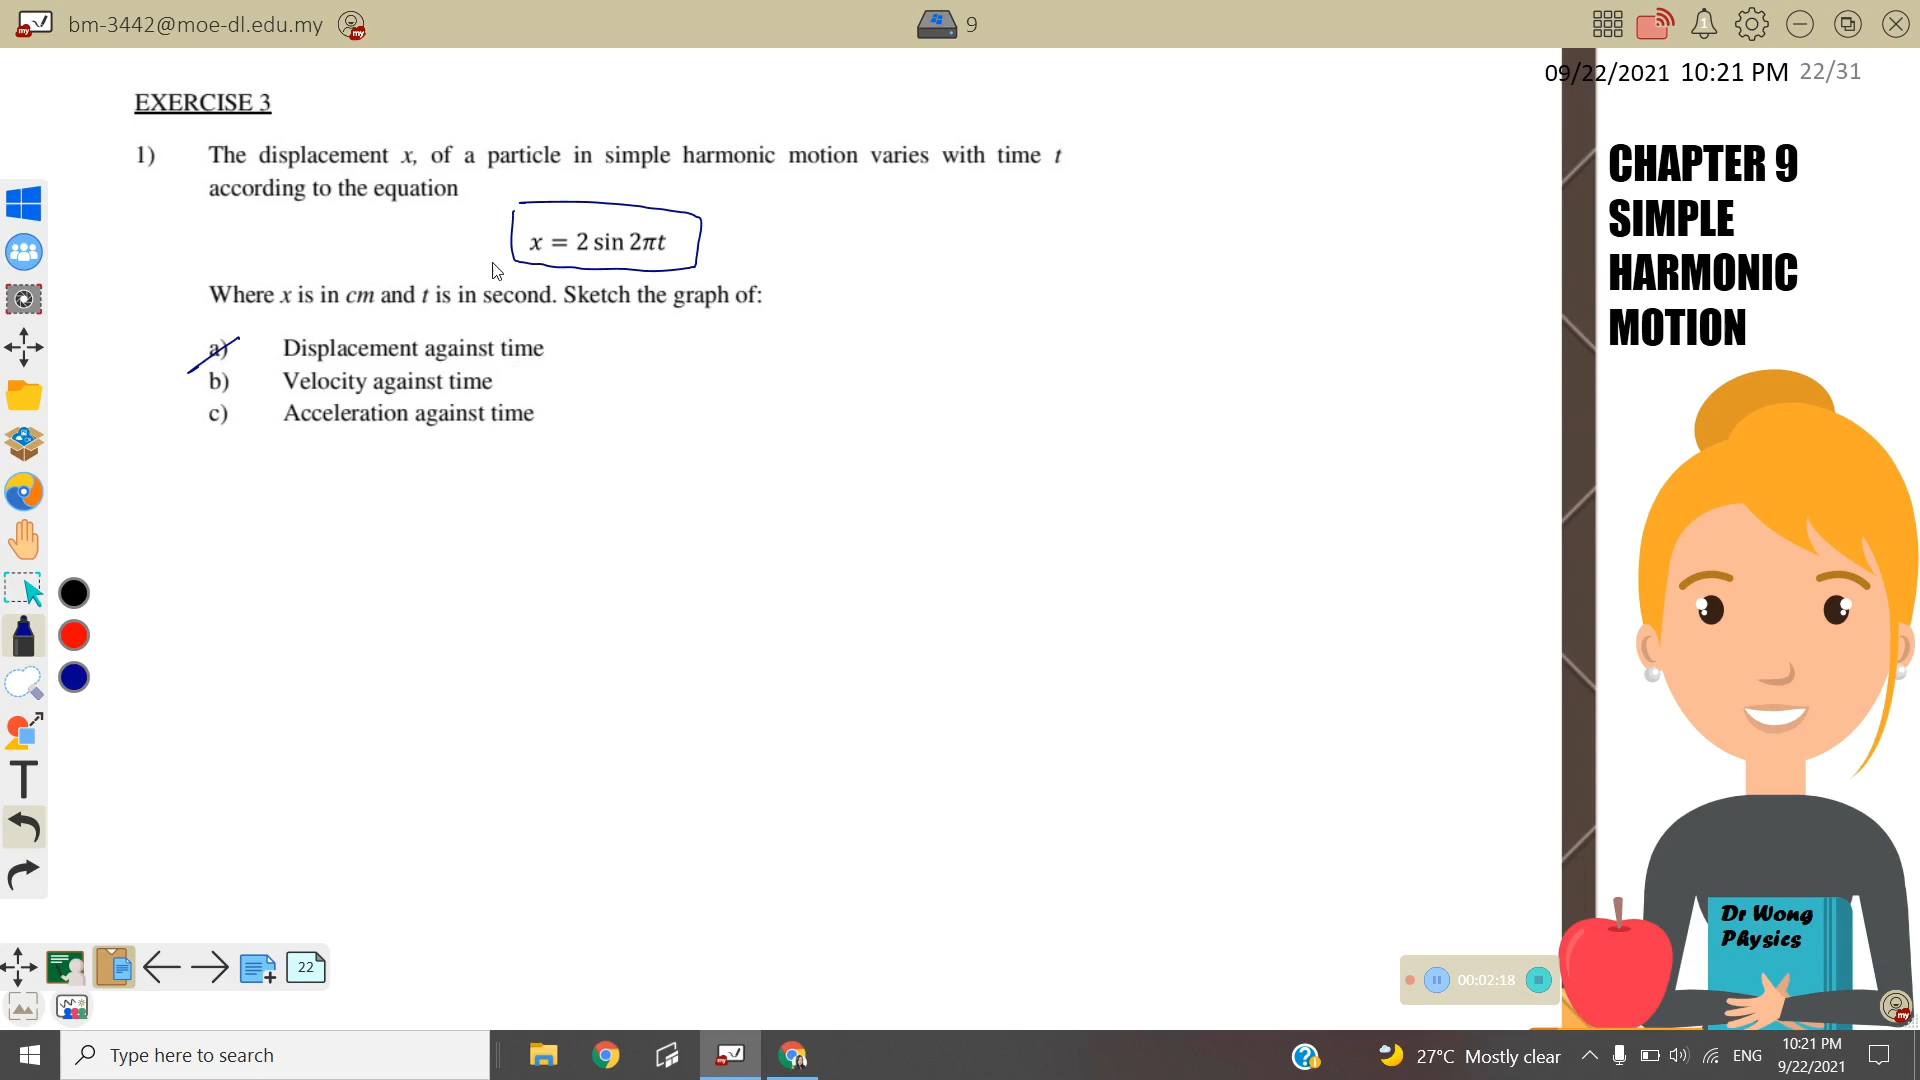 bm-3442@moe-dl.edu.my
9
1
09/22/2021 10:21 PM 22/31
EXERCISE 3
1) The displacement x, of a particle in simple harmonic motion varies with time t
according to the equation
x = 2 sin 2πt
Where x is in cm and t is in second. Sketch the graph of:
a) Displacement against time
b) Velocity against time
c) Acceleration against time
CHAPTER 9
SIMPLE
HARMONIC
MOTION
Dr Wong
Physics
T
22
00:02:18
Type here to search
27°C Mostly clear
ENG
10:21 PM
9/22/2021